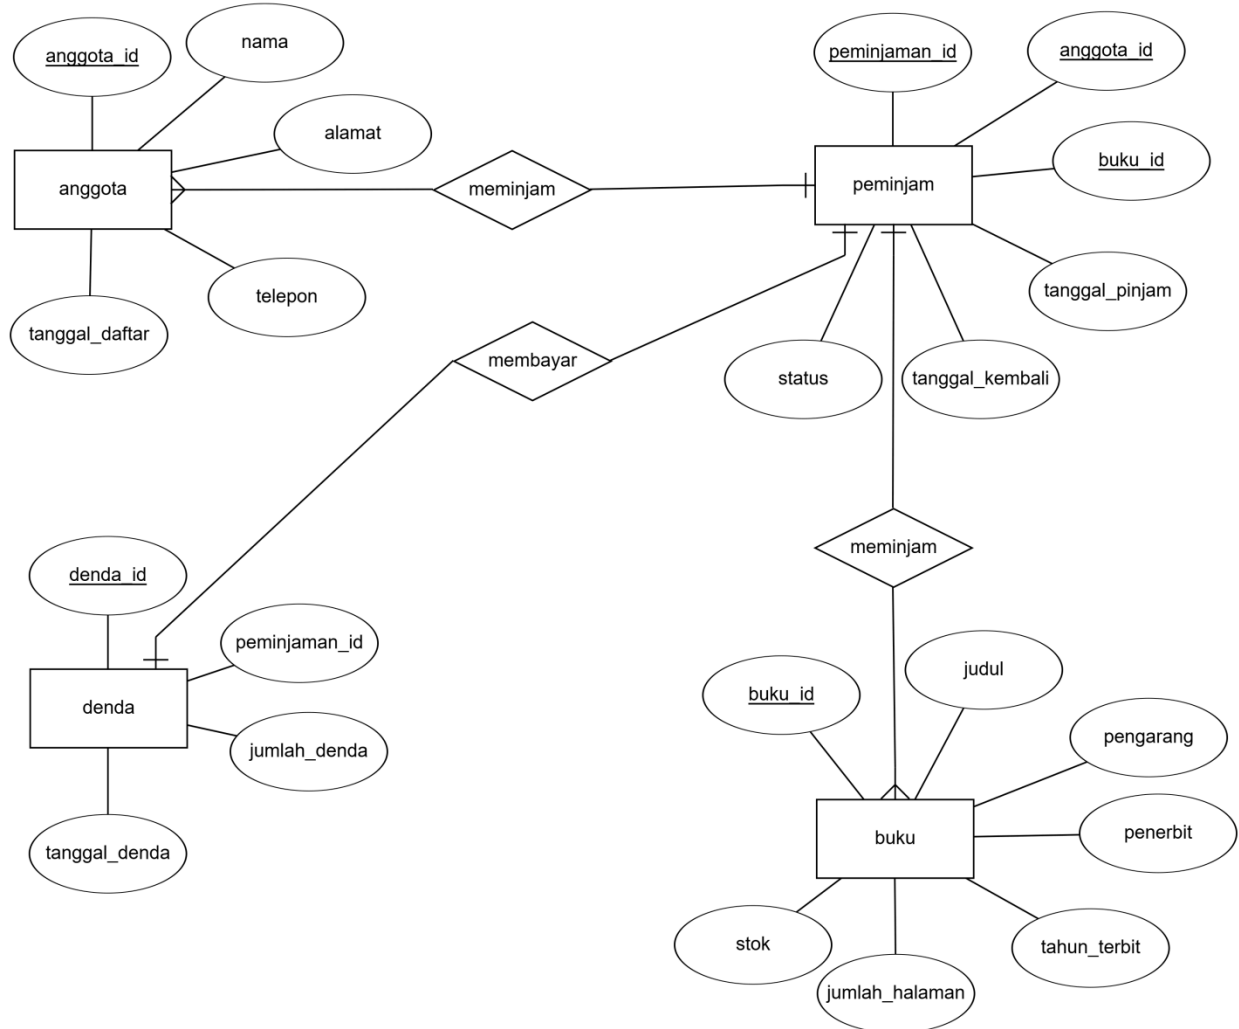 anggota_id
nama
alamat
anggota
telepon
tanggal_daftar
meminjam
peminjaman_id
anggota_id
buku_id
peminjam
tanggal_pinjam
status
tanggal_kembali
membayar
meminjam
denda_id
peminjaman_id
denda
jumlah_denda
tanggal_denda
buku_id
judul
pengarang
penerbit
buku
stok
jumlah_halaman
tahun_terbit